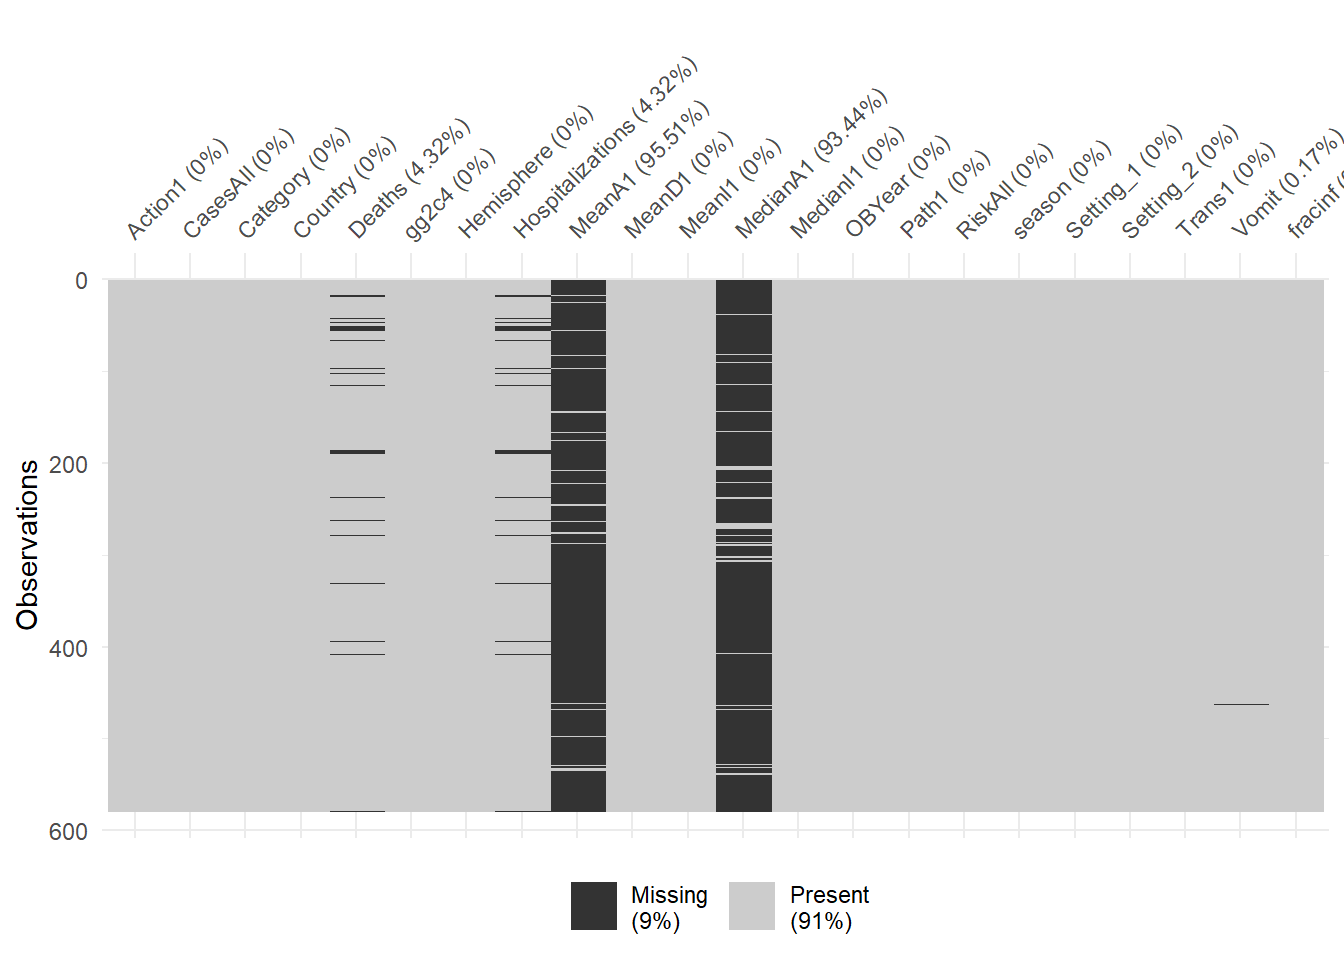 Action1 (0%)
CasesAll (0%)
Category (0%)
Country (0%)
Deaths (4.32%)
gg2c4 (0%)
Hemisphere (0%)
Hospitalizations (4.32%)
MeanA1 (95.51%)
MeanD1 (0%)
MeanI1 (0%)
MedianA1 (93.44%)
MedianI1 (0%)
OBYear (0%)
Path1 (0%)
RiskAll (0%)
season (0%)
Setting_1 (0%)
Setting_2 (0%)
Trans1 (0%)
Vomit (0.17%)
fracinf (
0
200
400
600
Observations
Missing
(9%)
Present
(91%)